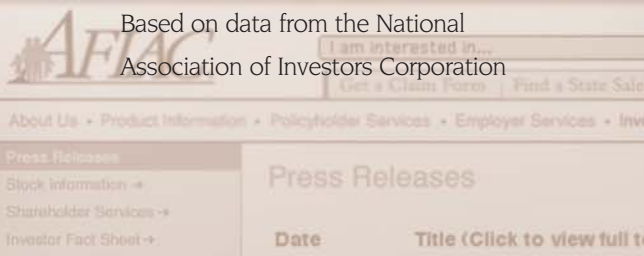 Based on data from the National
AFLAC
Association of Investors Corporation
I am interested in...
Get a Claim Form Find a State Sale
About Us • Product Information • Policyholder Services • Employer Services • Inve
Press Releases
Stock Information →
Shareholder Services →
Investor Fact Sheet →
Press Releases
Date Title (Click to view full te